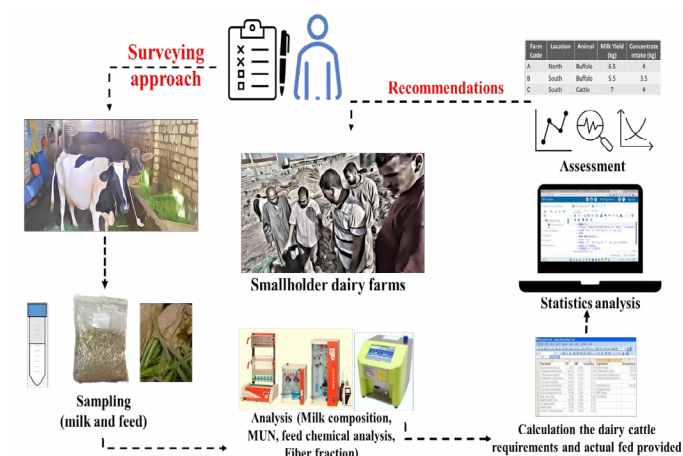 Surveying
approach
Recommendations
Farm Code Location Animal Milk Yield (kg) Concentrate intake (kg)
A North Buffalo 6.5 4
B South Buffalo 5.5 3.5
C South Cattle 7 4
Assessment
Smallholder dairy farms
Statistics analysis
Sampling
(milk and feed)
Analysis (Milk composition,
MUN, feed chemical analysis,
Fiber fraction)
Calculation the dairy cattle
requirements and actual fed provided